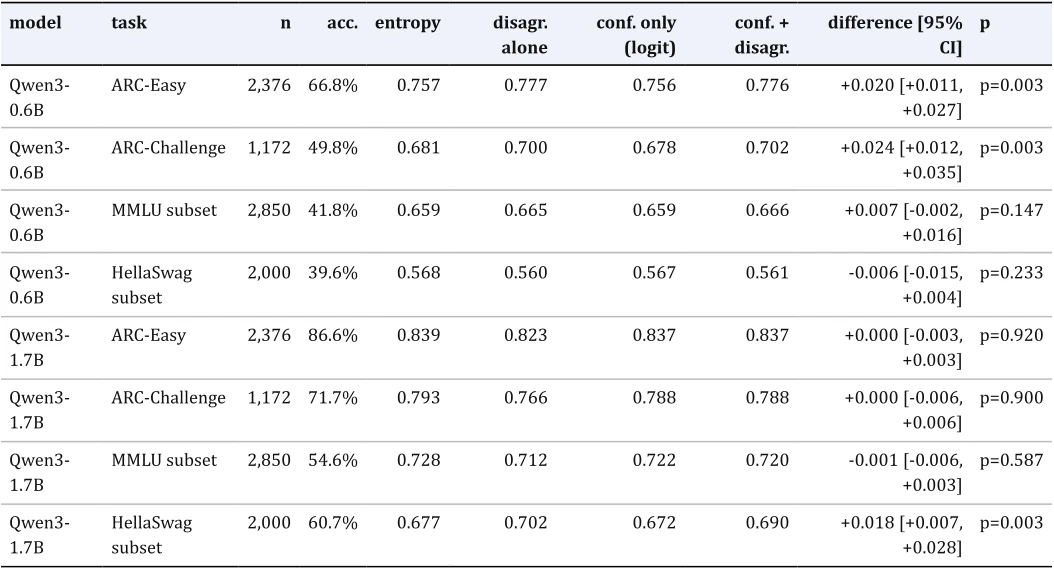 model task n acc. entropy disagr. alone conf. only (logit) conf. + disagr. difference [95% CI] p
Qwen3-0.6B ARC-Easy 2,376 66.8% 0.757 0.777 0.756 0.776 +0.020 [+0.011, +0.027] p=0.003
Qwen3-0.6B ARC-Challenge 1,172 49.8% 0.681 0.700 0.678 0.702 +0.024 [+0.012, +0.035] p=0.003
Qwen3-0.6B MMLU subset 2,850 41.8% 0.659 0.665 0.659 0.666 +0.007 [-0.002, +0.016] p=0.147
Qwen3-0.6B HellaSwag subset 2,000 39.6% 0.568 0.560 0.567 0.561 -0.006 [-0.015, +0.004] p=0.233
Qwen3-1.7B ARC-Easy 2,376 86.6% 0.839 0.823 0.837 0.837 +0.000 [-0.003, +0.003] p=0.920
Qwen3-1.7B ARC-Challenge 1,172 71.7% 0.793 0.766 0.788 0.788 +0.000 [-0.006, +0.006] p=0.900
Qwen3-1.7B MMLU subset 2,850 54.6% 0.728 0.712 0.722 0.720 -0.001 [-0.006, +0.003] p=0.587
Qwen3-1.7B HellaSwag subset 2,000 60.7% 0.677 0.702 0.672 0.690 +0.018 [+0.007, +0.028] p=0.003